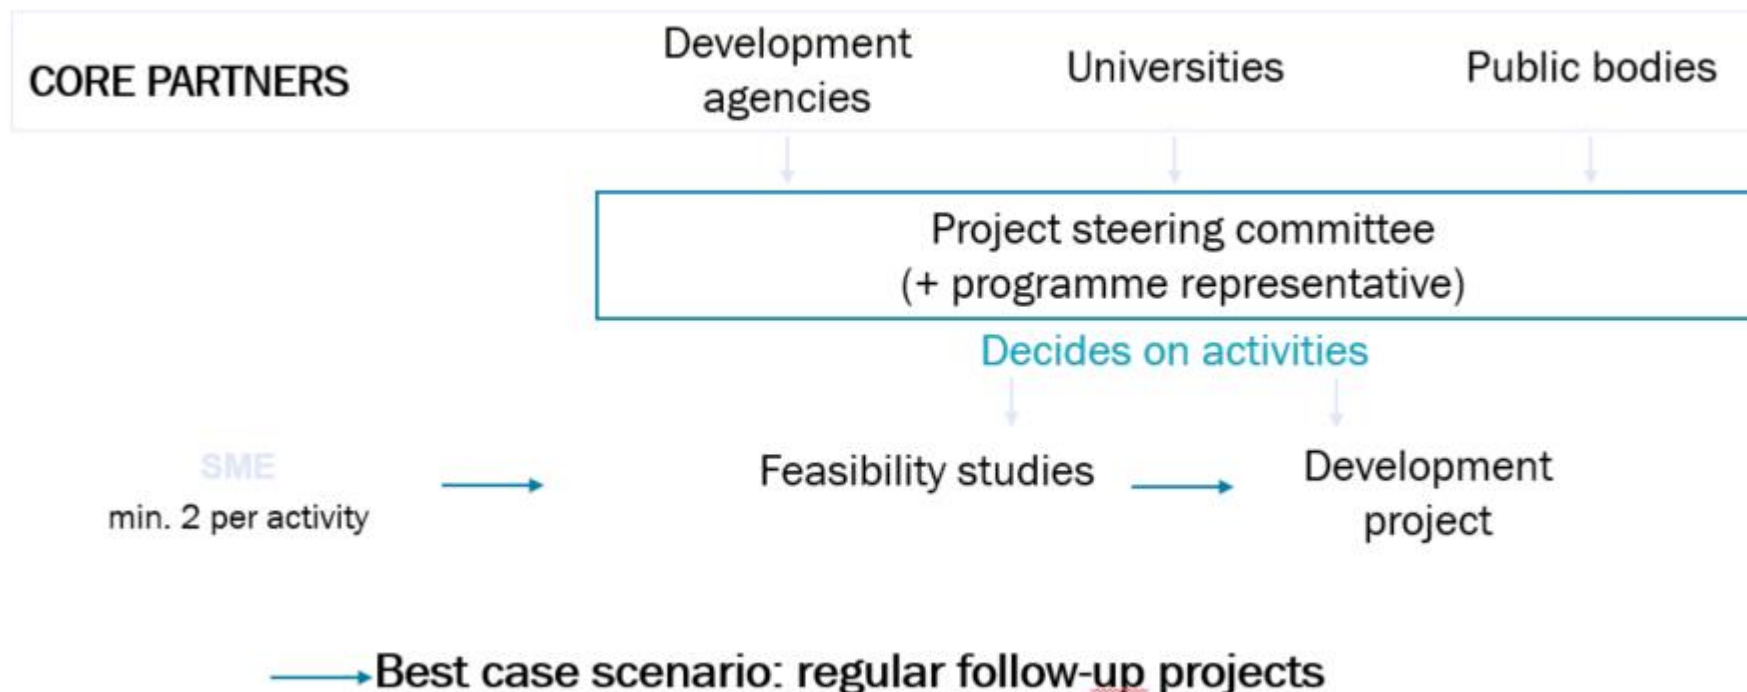 CORE PARTNERS
Development
agencies
Universities
Public bodies
Project steering committee
(+ programme representative)
Decides on activities
SME
min. 2 per activity
Feasibility studies
Development
project
Best case scenario: regular follow-up projects